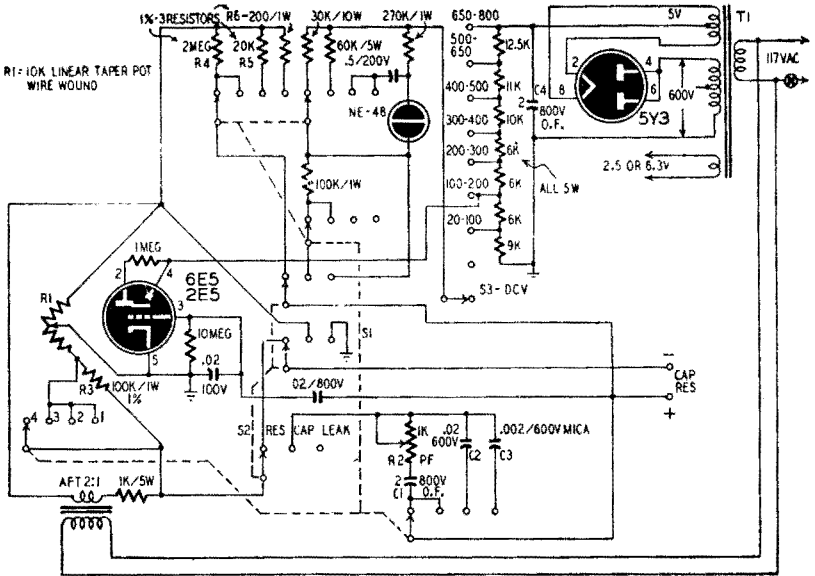 1%-3RESISTORS
R6-200/1W
30K/10W
270K/1W
650-800
5V
T1
2MEG
R4
20K
R5
60K/5W
.5/200V
500-
650
12.5K
117VAC
R1=10K LINEAR TAPER POT
WIRE WOUND
2
4
8
6
600V
5Y3
400-500
11K
C4
2
800V
O.F.
NE-48
300-400
10K
200-300
6K
2.5 OR 6.3V
ALL 5W
100K/1W
100-200
6K
20-100
6K
9K
1MEG
2
4
6E5
2E5
3
S3-DCV
R1
10MEG
S1
5
.02
100V
R3
100K/1W
1%
.02/800V
-
CAP
RES
+
4
3
2
1
S2
RES
CAP
LEAK
1K
R2
PF
.02
600V
C2
.002/600V MICA
C3
AFT 2:1
1K/5W
2
C1
800V
O.F.